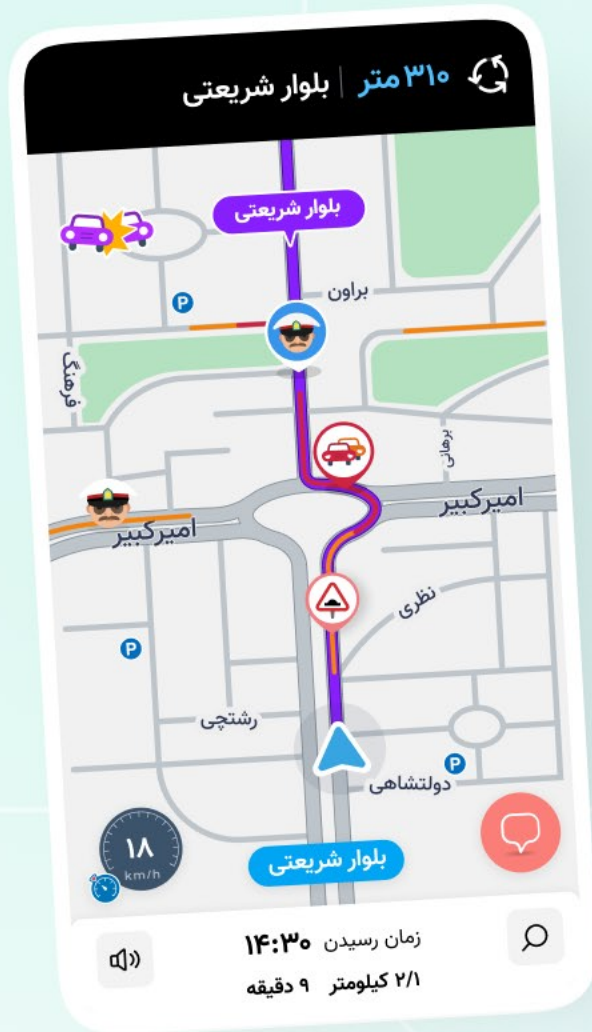 ۳۱۰ متر | بلوار شریعتی
بلوار شریعتی
براون
P
فرهنگ
برهانی
امیرکبیر
امیرکبیر
نظری
P
رشتچی
P
دولتشاهی
۱۸
km/h
بلوار شریعتی
زمان رسیدن ۱۴:۳۰
۲/۱ کیلومتر ۹ دقیقه